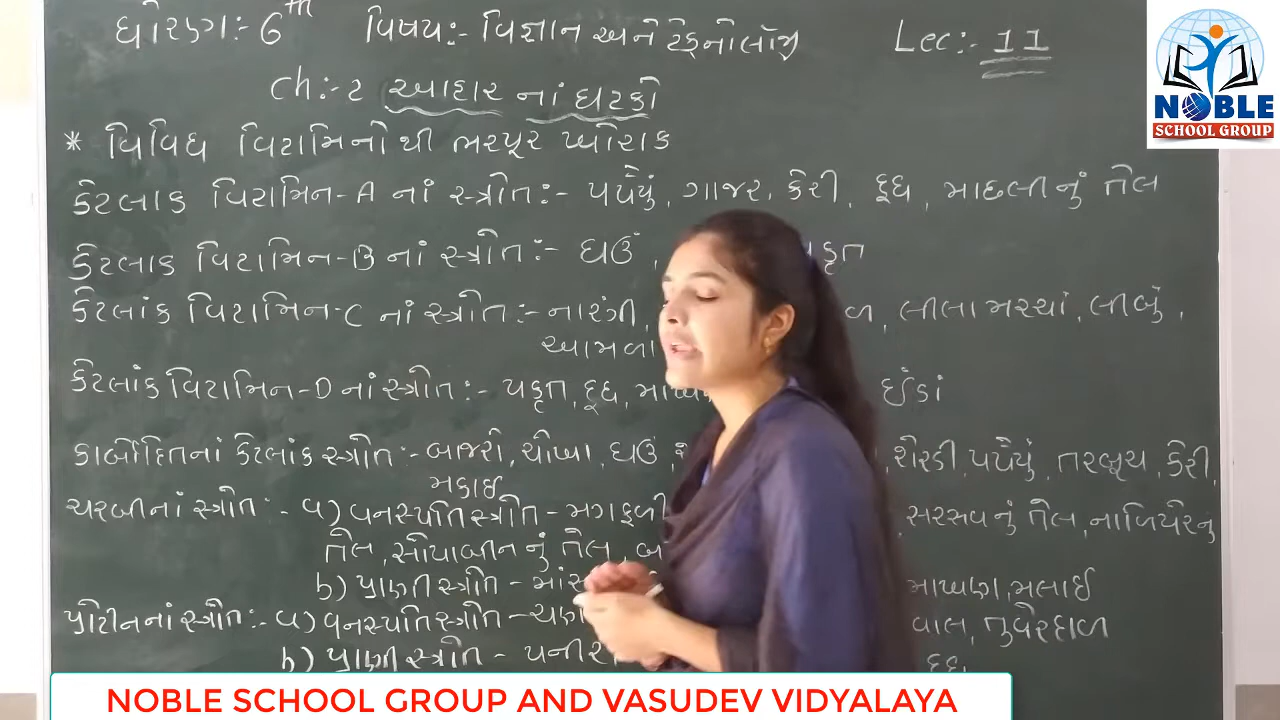 ધોરણ:- 6th વિષય:- વિજ્ઞાન અને ટેકનોલોજી Lec:- 11
ch:- 2 આહાર નાં ઘટકો
* વિવિધ વિટામિનોથી ભરપૂર ખોરાક
કેટલાક વિટામિન-A નાં સ્ત્રોત:- પપૈયું, ગાજર, કેરી, દૂધ, માછલીનું તેલ
કેટલાક વિટામિન-B નાં સ્ત્રોત:- ઘઉં,
કેટલાંક વિટામિન-C નાં સ્ત્રોત:- નારંગી, લીલા મરચાં, લીબું,
આમળા
કેટલાંક વિટામિન-D નાં સ્ત્રોત:- યકૃત, દૂધ, ઈંડાં
કાર્બોદિતનાં કેટલાંક સ્ત્રોત:- બાજરી, ચોખા, ઘઉં, શેરડી, પપૈયું, તરબૂચ, કેરી,
મકાઈ
ચરબીનાં સ્ત્રોત:- a) વનસ્પતિ સ્ત્રોત - મગફળી સરસવનું તેલ, નાળિયેરનું
તેલ, સોયાબીન નું તેલ,
b) પ્રાણી સ્ત્રોત - માખણ, મલાઈ
પ્રોટીનનાં સ્ત્રોત:- a) વનસ્પતિ સ્ત્રોત - વાલ, તુવેરદાળ
b) પ્રાણી સ્ત્રોત - દૂધ,
NOBLE
SCHOOL GROUP
NOBLE SCHOOL GROUP AND VASUDEV VIDYALAYA